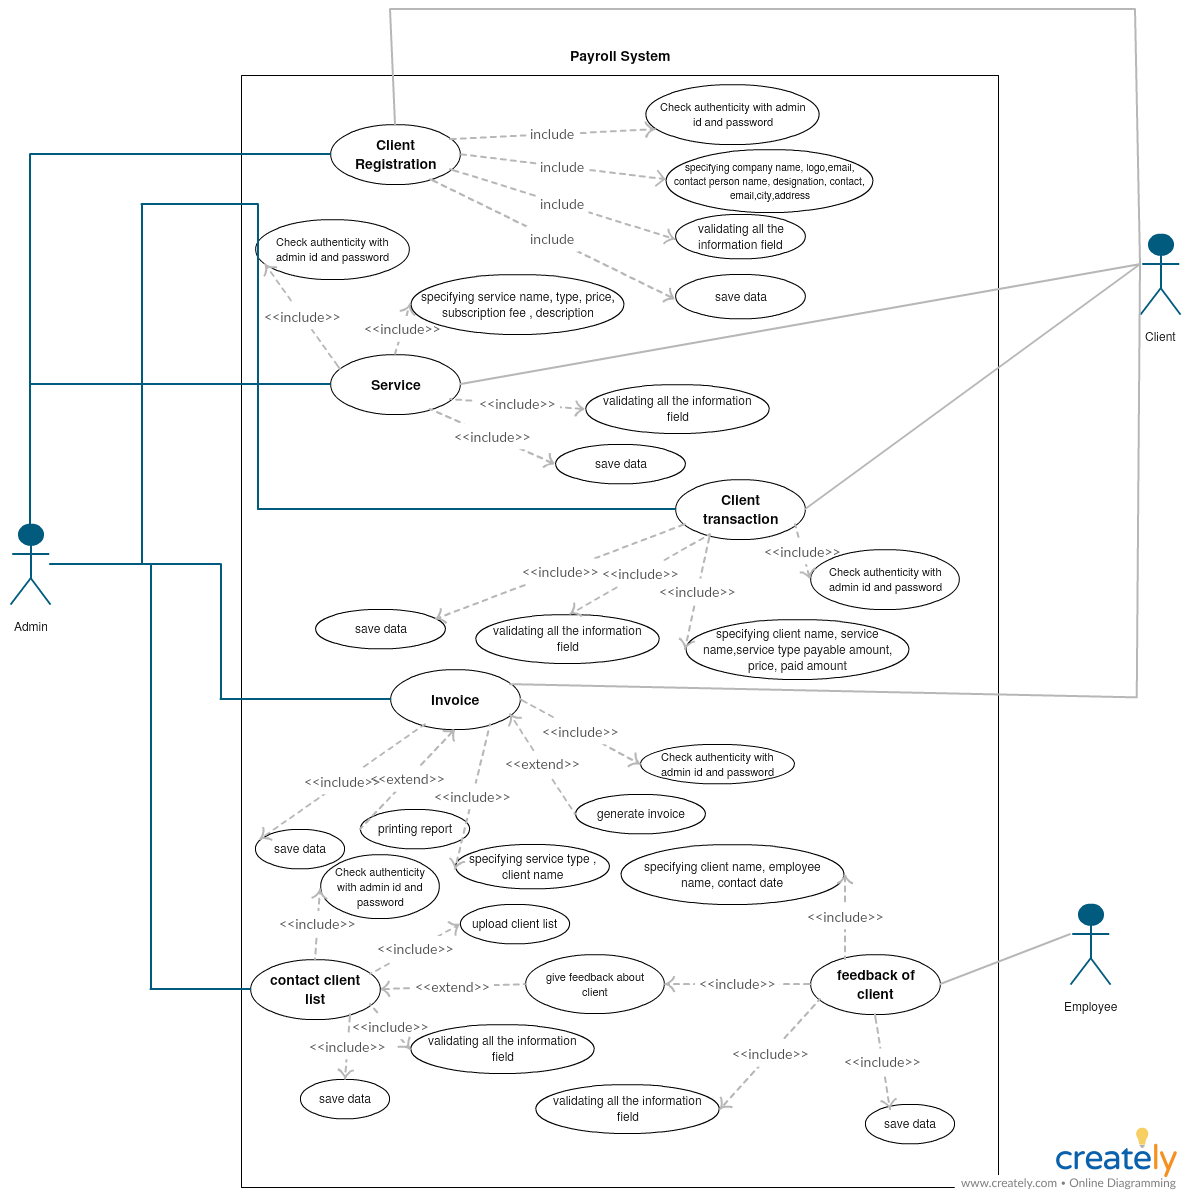 Payroll System
Check authenticity with admin
id and password
include
Client
Registration
include
specifying company name, logo,email,
contact person name, designation, contact,
email,city,address
include
validating all the
information field
include
Check authenticity with
admin id and password
save data
specifying service name, type, price,
subscription fee , description
<<include>>
<<include>>
Client
Service
validating all the information
field
<<include>>
<<include>>
save data
Client
transaction
<<include>>
Check authenticity with
admin id and password
<<include>>
<<include>>
<<include>>
Admin
save data
validating all the information
field
specifying client name, service
name,service type payable amount,
price, paid amount
Invoice
<<include>>
Check authenticity with
admin id and password
<<extend>>
<<include>>
<<extend>>
<<include>>
generate invoice
printing report
save data
specifying service type ,
client name
specifying client name, employee
name, contact date
Check authenticity
with admin id and
password
<<include>>
upload client list
<<include>>
<<include>>
contact client
list
<<extend>>
give feedback about
client
<<include>>
feedback of
client
Employee
<<include>>
<<include>>
validating all the information
field
<<include>>
<<include>>
save data
validating all the information
field
save data
creately
www.creately.com • Online Diagramming